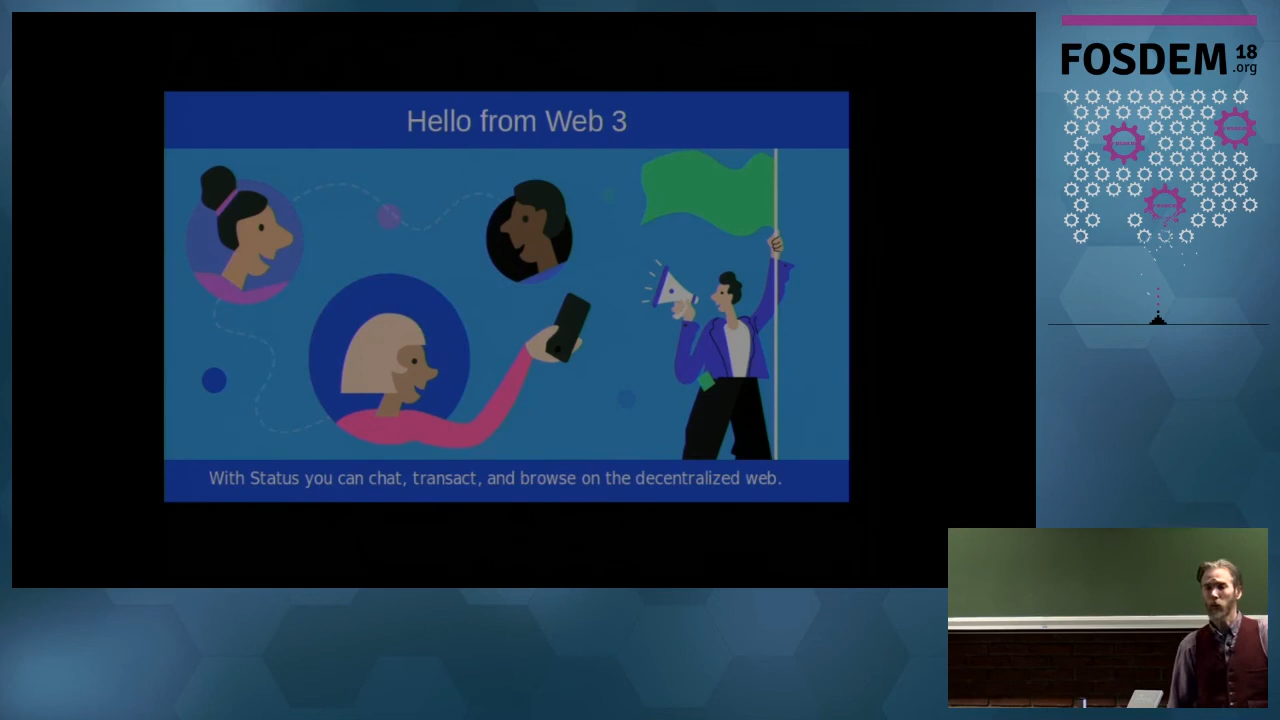 Hello from Web 3
With Status you can chat, transact, and browse on the decentralized web.
FOSDEM 18
.org